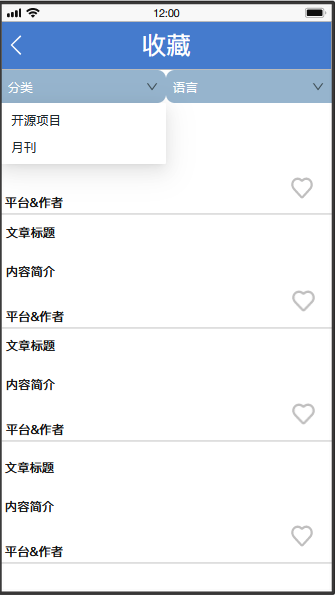 12:00
收藏
分类 语言
开源项目
月刊
平台&作者
文章标题
内容简介
平台&作者
文章标题
内容简介
平台&作者
文章标题
内容简介
平台&作者